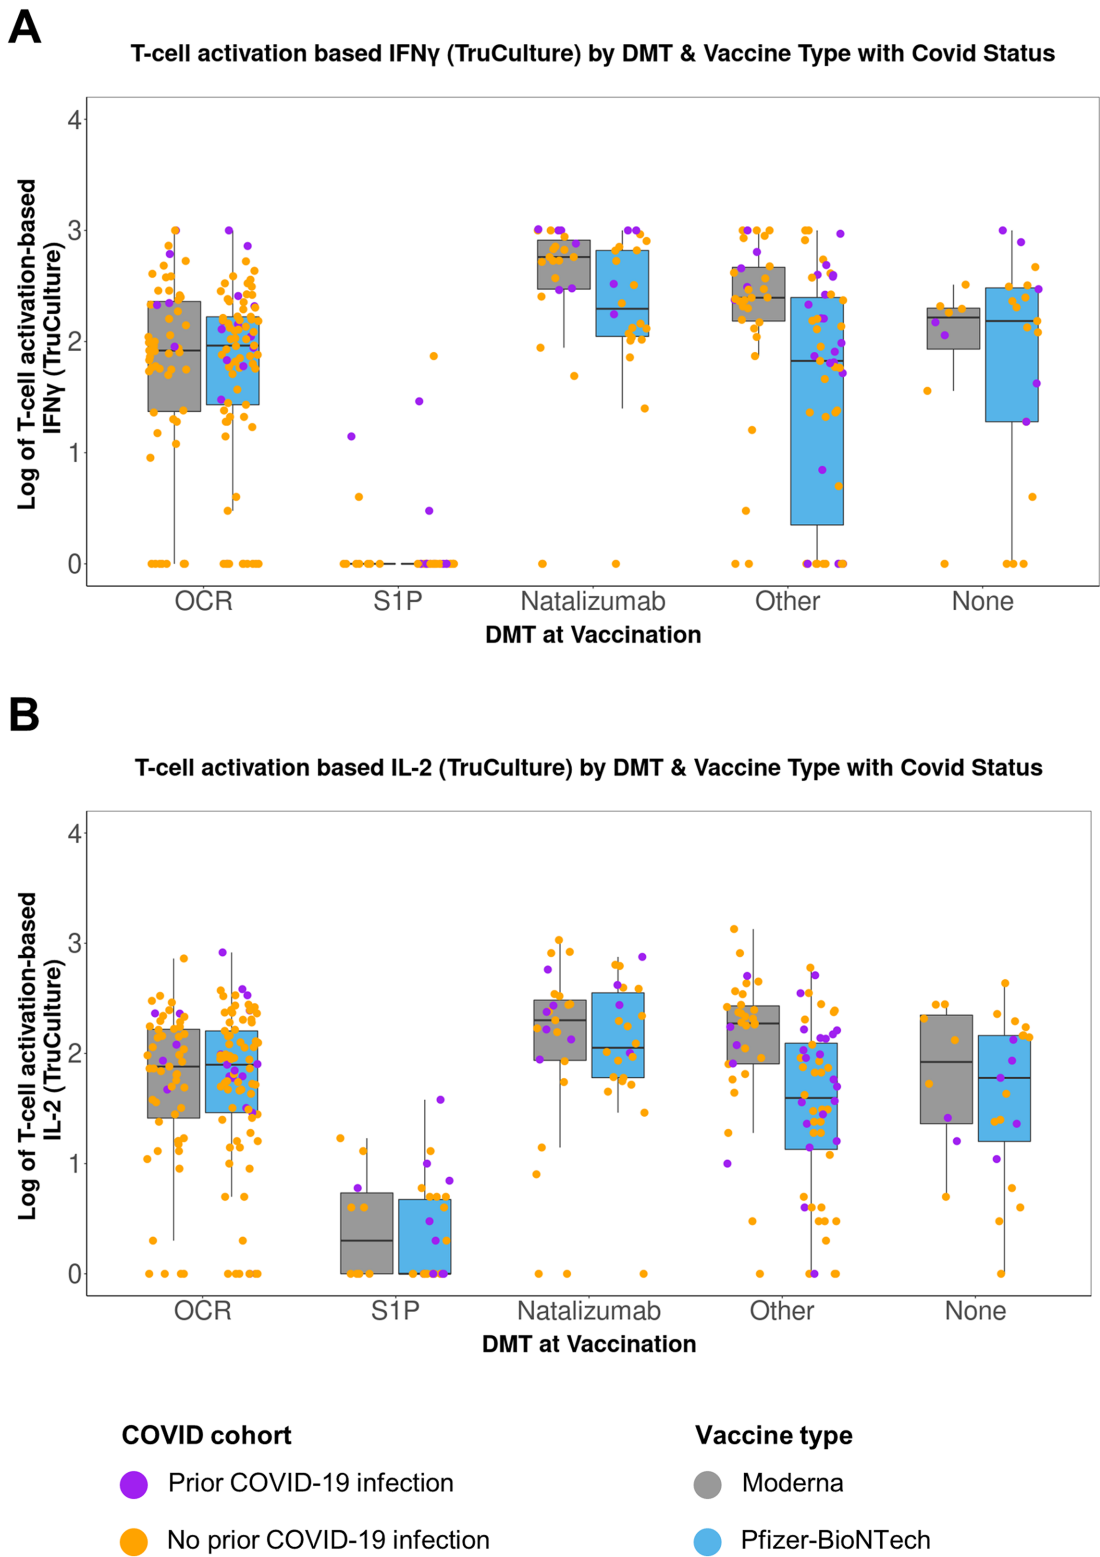 A
T-cell activation based IFNγ (TruCulture) by DMT & Vaccine Type with Covid Status
Log of T-cell activation-based
IFNγ (TruCulture)
4
3
2
1
0
OCR S1P Natalizumab Other None
DMT at Vaccination
B
T-cell activation based IL-2 (TruCulture) by DMT & Vaccine Type with Covid Status
Log of T-cell activation-based
IL-2 (TruCulture)
4
3
2
1
0
OCR S1P Natalizumab Other None
DMT at Vaccination
COVID cohort
Prior COVID-19 infection
No prior COVID-19 infection
Vaccine type
Moderna
Pfizer-BioNTech